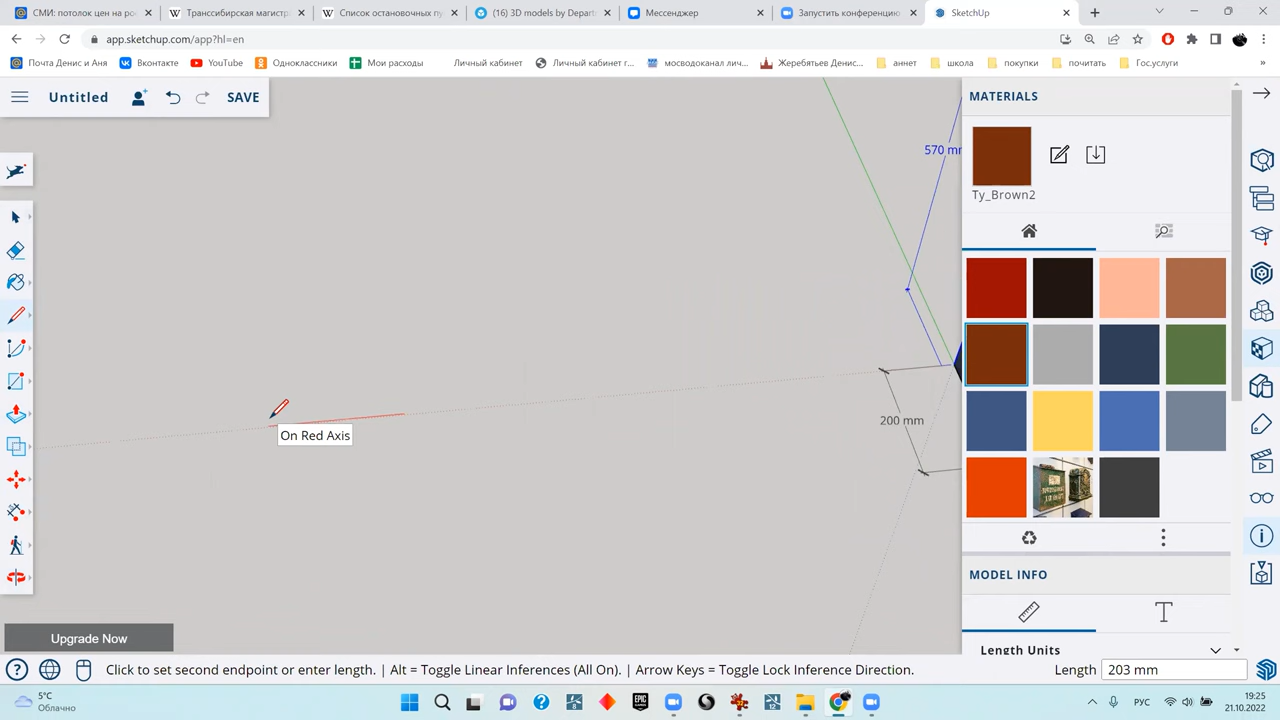 СМИ: потолок цен на рос
Транссибирская магистр
Список остановочных пу
(16) 3D models by Depart
Мессенджер
Запустить конференцию
SketchUp
app.sketchup.com/app?hl=en
Почта Денис и Аня
Вконтакте
YouTube
Одноклассники
Мои расходы
Личный кабинет
Личный кабинет г...
мосводоканал лич...
Жеребятьев Денис...
аннет
школа
покупки
почитать
Гос.услуги
»
Untitled
SAVE
MATERIALS
Ty_Brown2
570 mm
On Red Axis
200 mm
MODEL INFO
Length Units
Upgrade Now
Click to set second endpoint or enter length. | Alt = Toggle Linear Inferences (All On). | Arrow Keys = Toggle Lock Inference Direction.
Length
203 mm
5°C
Облачно
EPIC
РУС
19:25
21.10.2022